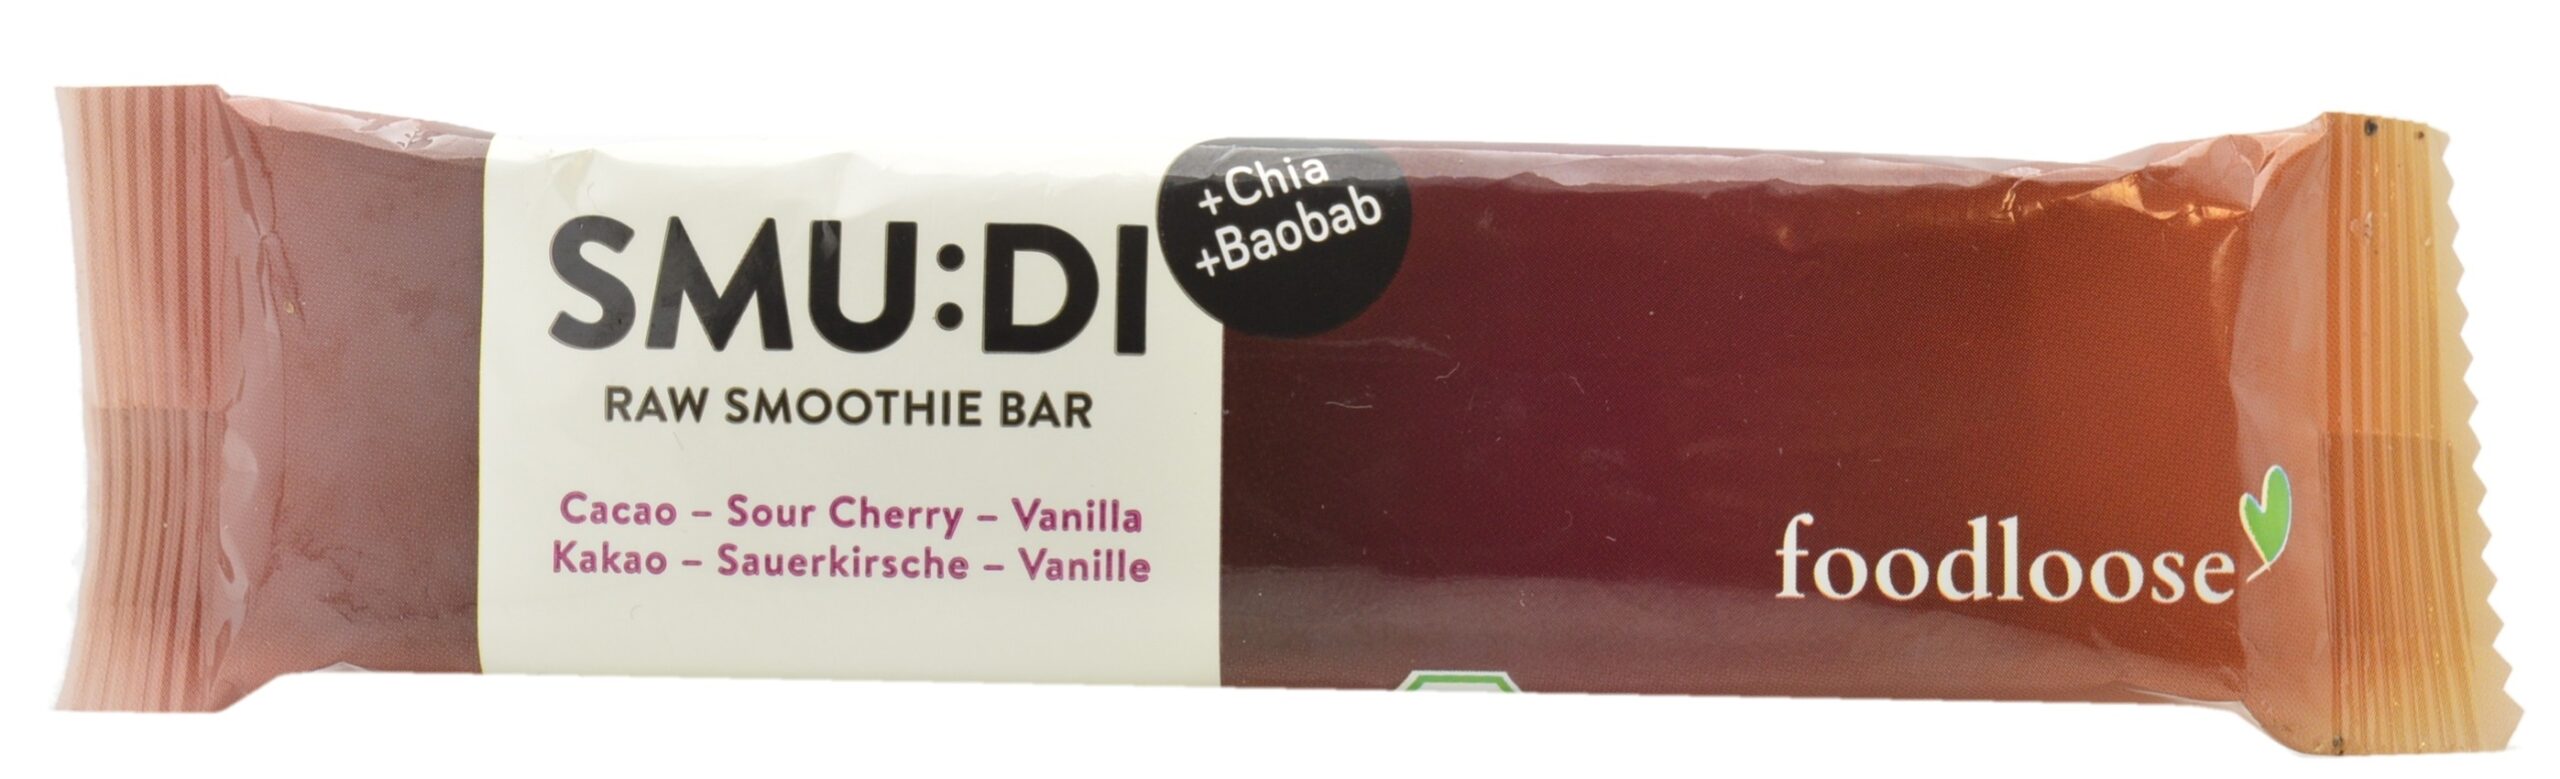 SMU:DI
RAW SMOOTHIE BAR
Cacao – Sour Cherry – Vanilla
Kakao – Sauerkirsche – Vanille
+Chia
+Baobab
foodloose